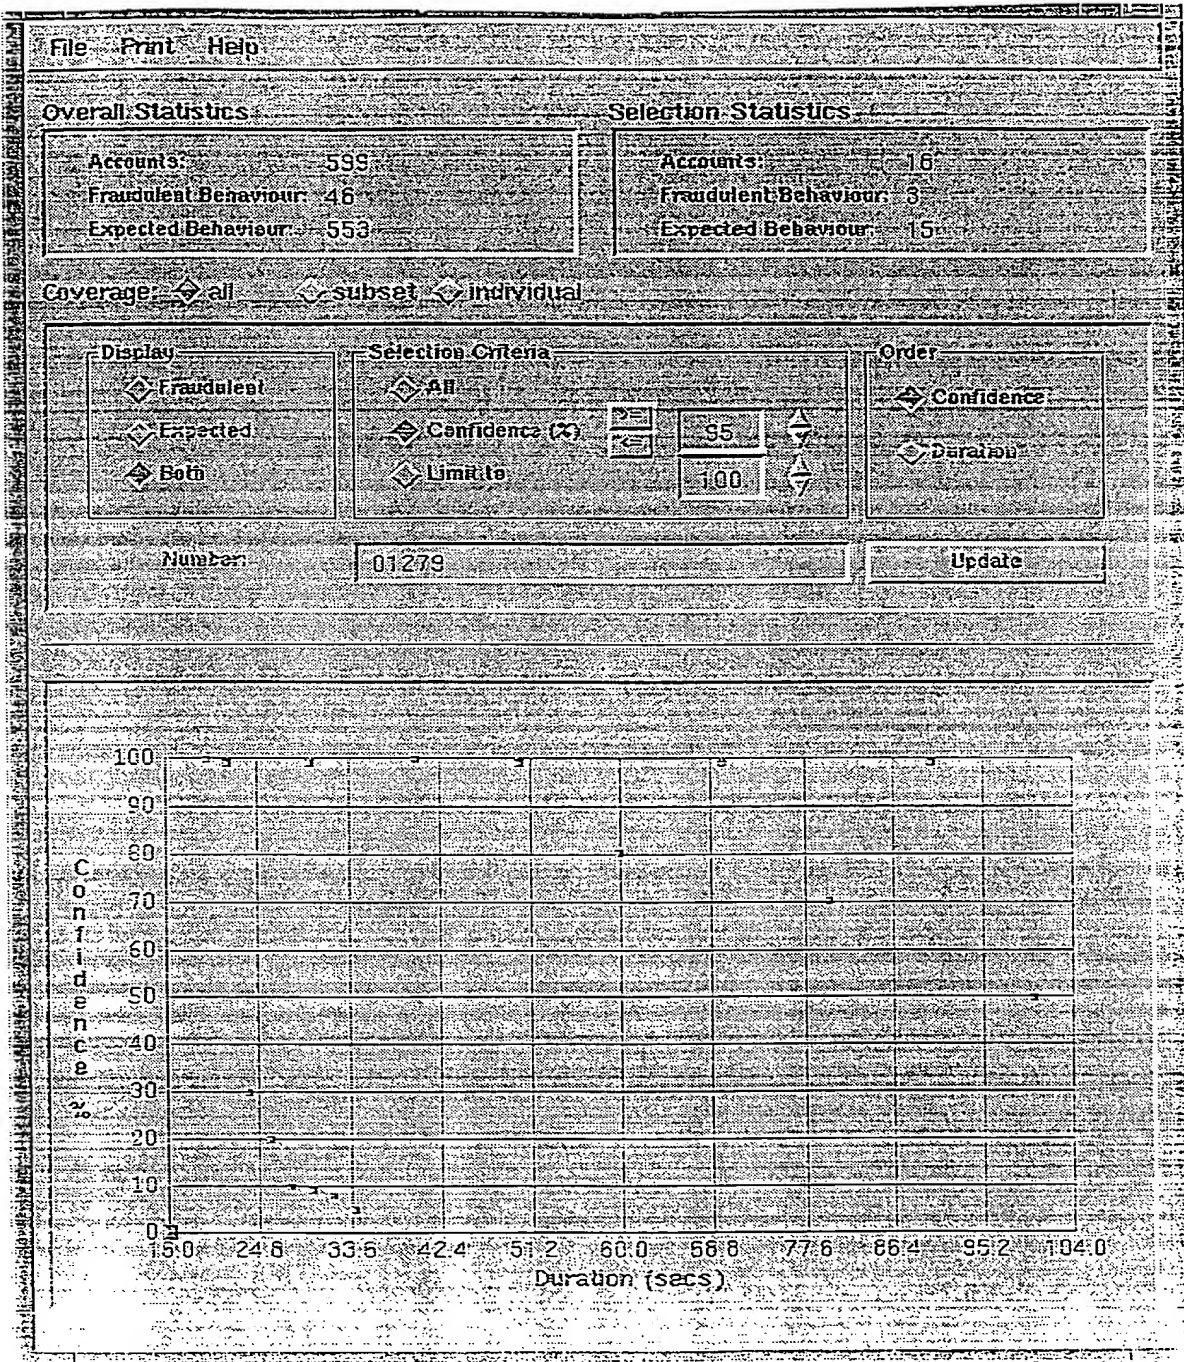 File Print Help
Overall Statistics
Selection Statistics
Accounts: 599
Fraudulent Behaviour: 46
Expected Behaviour: 553
Accounts: 16
Fraudulent Behaviour: 3
Expected Behaviour: 15
Coverage: all subset individual
Display
Fraudulent
Expected
Both
Selection Criteria
All
Confidence (%) >= 95
<=
Limit to 100
Order
Confidence
Duration
Number: 01279 Update
100
90
80
70
60
50
40
30
20
10
0
Confidence %
24.8 33.6 42.4 51.2 60.0 68.8 77.6 86.4 95.2 104.0
Duration (secs)